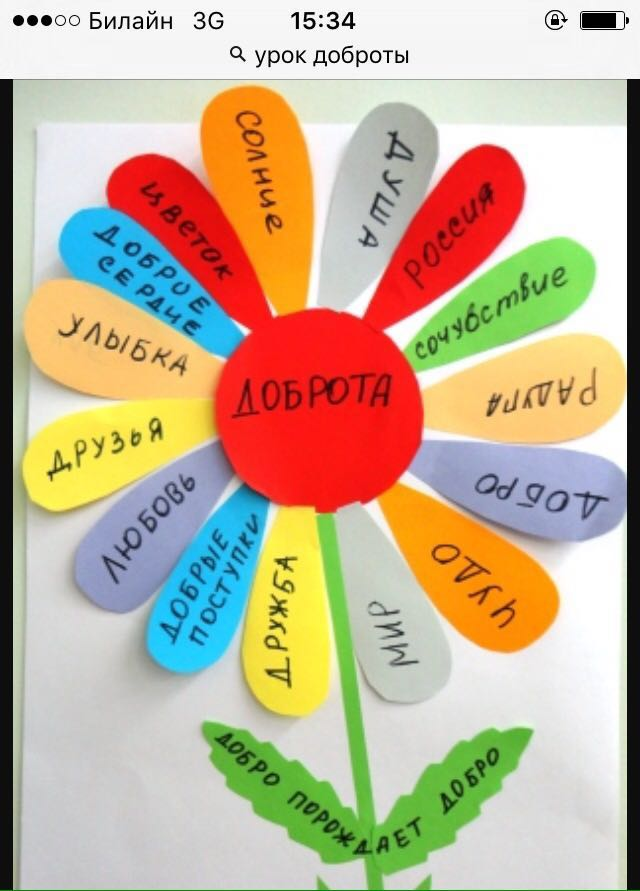 Билайн 3G 15:34
урок доброты
СОЛНЦЕ
ДУША
РОССИЯ
СОЧУВСТВИЕ
РАДУГА
ДОБРО
ЧУДО
МИР
ДРУЖБА
ДОБРЫЕ
ПОСТУПКИ
ЛЮБОВЬ
ДРУЗЬЯ
УЛЫБКА
ДОБРОЕ
СЕРДЦЕ
ЦВЕТОК
ДОБРОТА
ДОБРО ПОРОЖДАЕТ ДОБРО